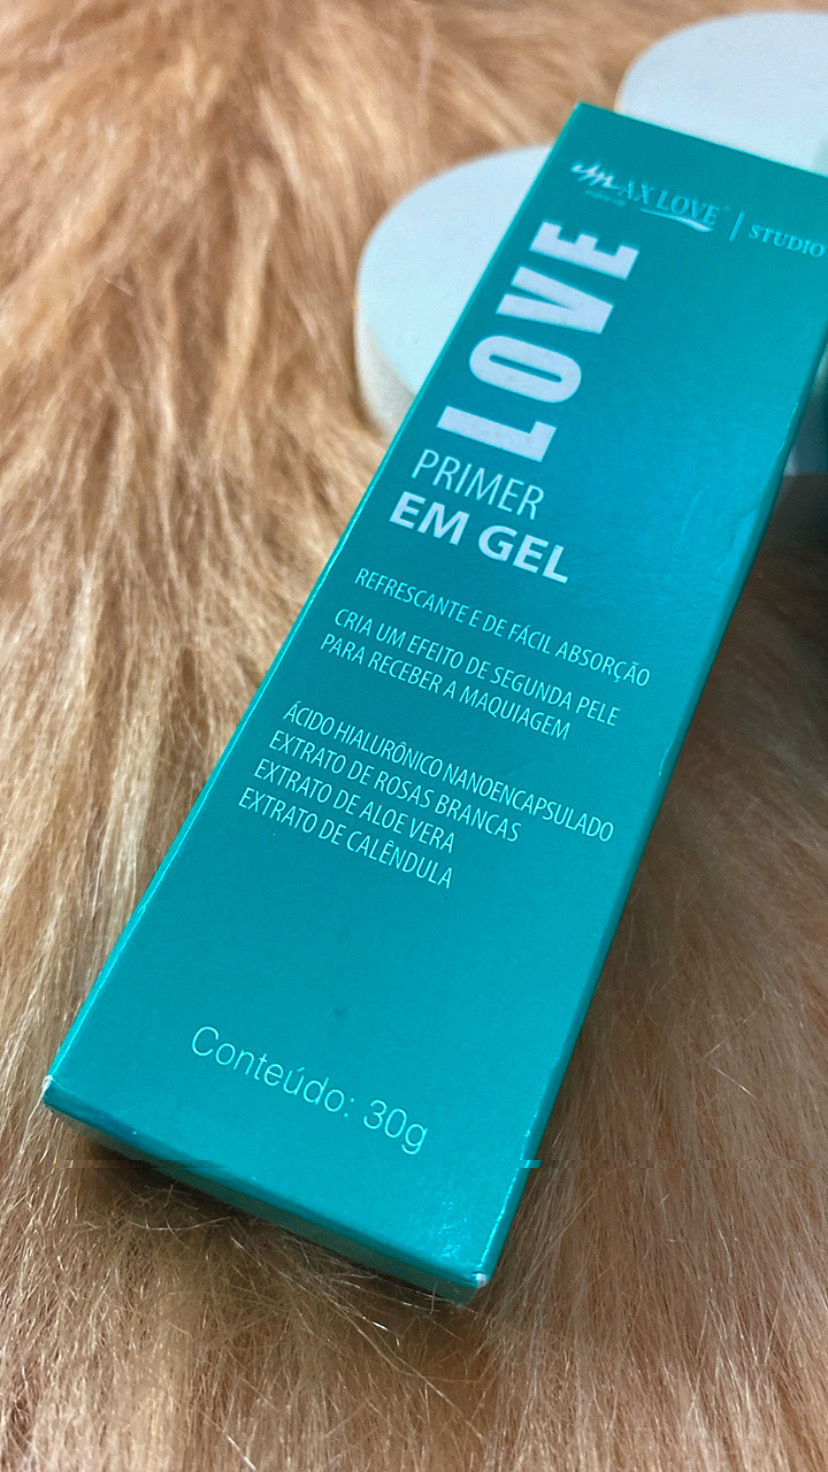 MAX LOVE | STUDIO
LOVE
PRIMER
EM GEL
REFRESCANTE E DE FÁCIL ABSORÇÃO
CRIA UM EFEITO DE SEGUNDA PELE
PARA RECEBER A MAQUIAGEM
ÁCIDO HIALURÔNICO NANOENCAPSULADO
EXTRATO DE ROSAS BRANCAS
EXTRATO DE ALOE VERA
EXTRATO DE CALÊNDULA
Conteúdo: 30g